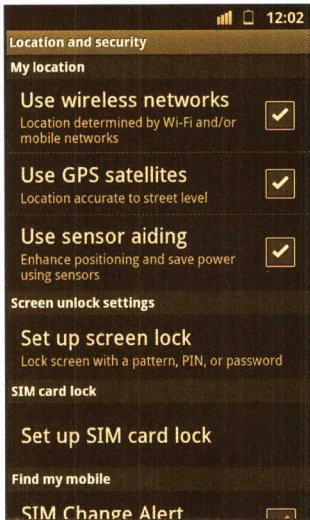 12:02
Location and security
My location
Use wireless networks
Location determined by Wi-Fi and/or
mobile networks
Use GPS satellites
Location accurate to street level
Use sensor aiding
Enhance positioning and save power
using sensors
Screen unlock settings
Set up screen lock
Lock screen with a pattern, PIN, or password
SIM card lock
Set up SIM card lock
Find my mobile
SIM Change Alert